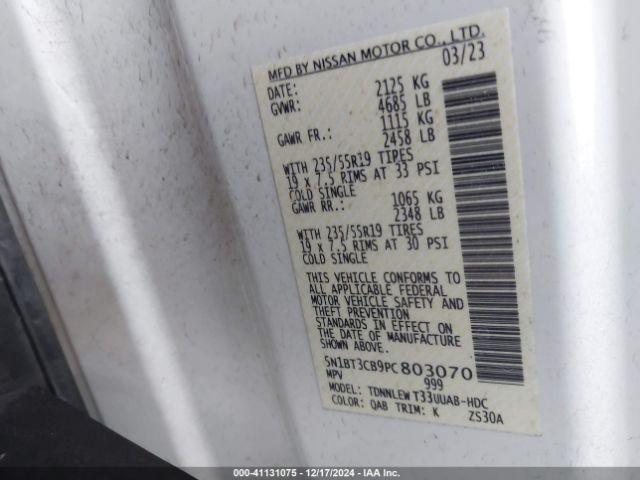 MFD BY NISSAN MOTOR CO., LTD.
DATE: 03/23
GVWR: 2125 KG
4685 LB
GAWR FR.: 1115 KG
2458 LB
WITH 235/55R19 TIRES
19 x 7.5 RIMS AT 33 PSI
COLD SINGLE
GAWR RR.: 1065 KG
2348 LB
WITH 235/55R19 TIRES
19 x 7.5 RIMS AT 30 PSI
COLD SINGLE
THIS VEHICLE CONFORMS TO
ALL APPLICABLE FEDERAL
MOTOR VEHICLE SAFETY AND
THEFT PREVENTION
STANDARDS IN EFFECT ON
THE DATE OF MANUFACTURE
SHOWN ABOVE.
5N1BT3CB9PC803070
MPV 999
MODEL: TDNNLEW T33UUAB-HDC
COLOR: QAB TRIM: K ZS30A
000-41131075 - 12/17/2024 - IAA Inc.